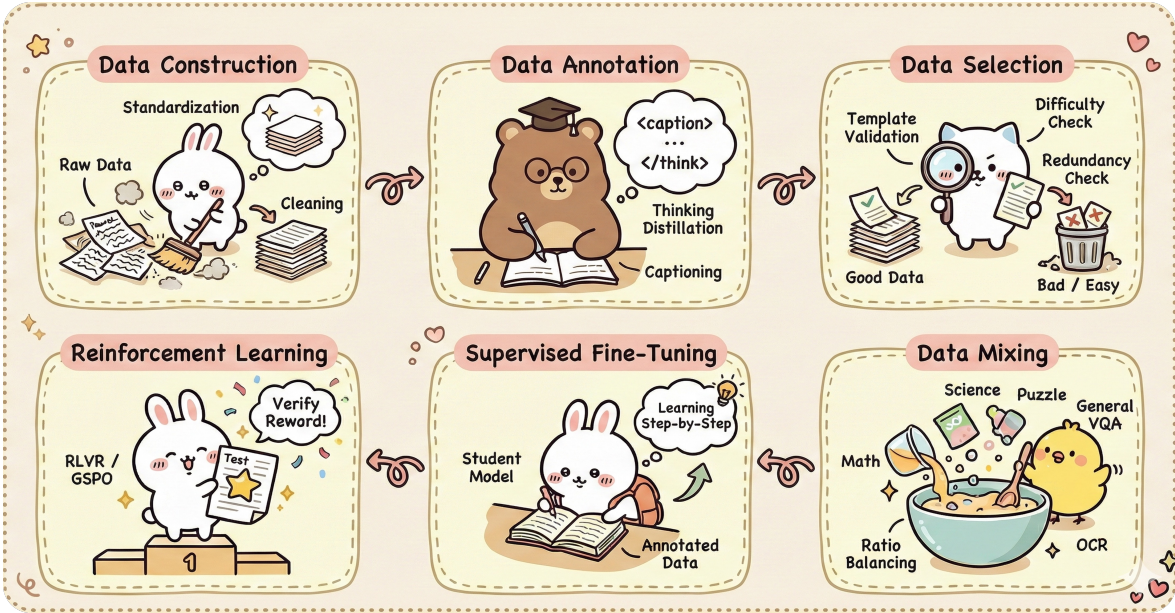 Data Construction
Standardization
Raw Data
Cleaning
Data Annotation
<caption>
...
</think>
Thinking
Distillation
Captioning
Data Selection
Template
Validation
Difficulty
Check
Redundancy
Check
Good Data
Bad / Easy
Reinforcement Learning
Verify
Reward!
RLVR /
GSPO
Test
1
Supervised Fine-Tuning
Learning
Step-by-Step
Student
Model
Annotated
Data
Data Mixing
Science
Puzzle
General
VQA
Math
Ratio
Balancing
OCR